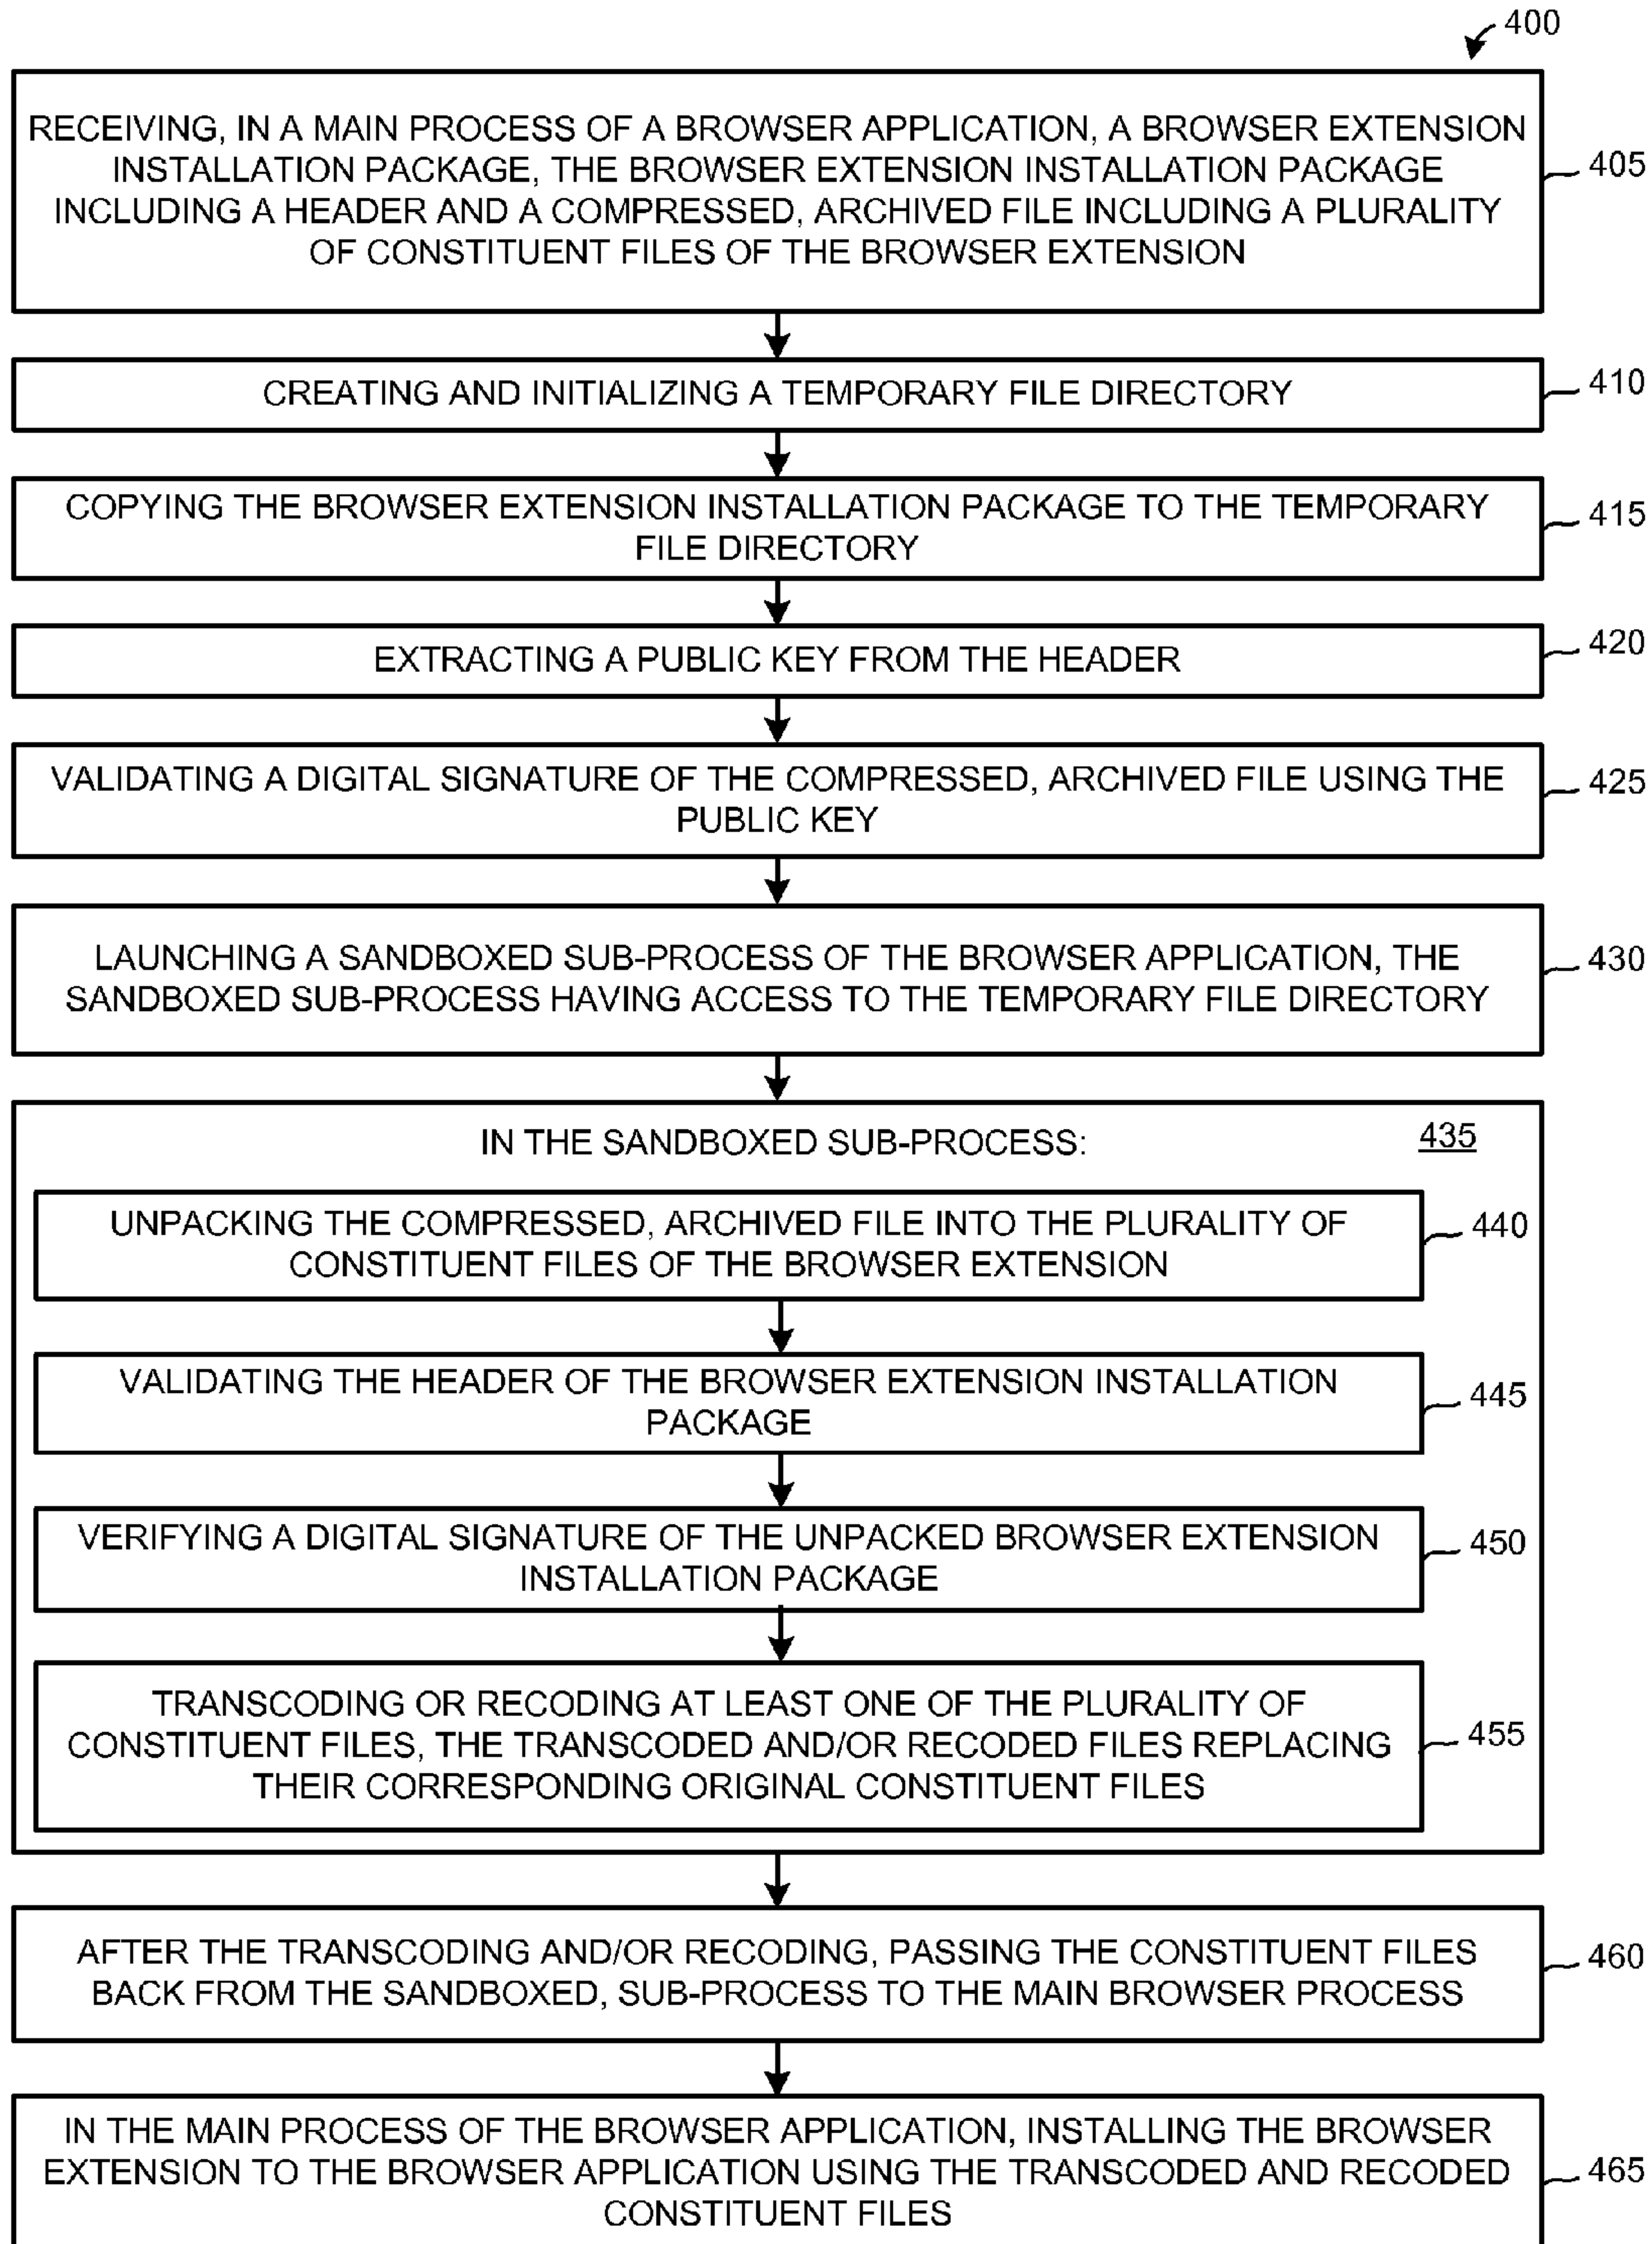 400
RECEIVING, IN A MAIN PROCESS OF A BROWSER APPLICATION, A BROWSER EXTENSION
INSTALLATION PACKAGE, THE BROWSER EXTENSION INSTALLATION PACKAGE
INCLUDING A HEADER AND A COMPRESSED, ARCHIVED FILE INCLUDING A PLURALITY
OF CONSTITUENT FILES OF THE BROWSER EXTENSION
405
CREATING AND INITIALIZING A TEMPORARY FILE DIRECTORY
410
COPYING THE BROWSER EXTENSION INSTALLATION PACKAGE TO THE TEMPORARY
FILE DIRECTORY
415
EXTRACTING A PUBLIC KEY FROM THE HEADER
420
VALIDATING A DIGITAL SIGNATURE OF THE COMPRESSED, ARCHIVED FILE USING THE
PUBLIC KEY
425
LAUNCHING A SANDBOXED SUB-PROCESS OF THE BROWSER APPLICATION, THE
SANDBOXED SUB-PROCESS HAVING ACCESS TO THE TEMPORARY FILE DIRECTORY
430
IN THE SANDBOXED SUB-PROCESS:
435
UNPACKING THE COMPRESSED, ARCHIVED FILE INTO THE PLURALITY OF
CONSTITUENT FILES OF THE BROWSER EXTENSION
440
VALIDATING THE HEADER OF THE BROWSER EXTENSION INSTALLATION
PACKAGE
445
VERIFYING A DIGITAL SIGNATURE OF THE UNPACKED BROWSER EXTENSION
INSTALLATION PACKAGE
450
TRANSCODING OR RECODING AT LEAST ONE OF THE PLURALITY OF
CONSTITUENT FILES, THE TRANSCODED AND/OR RECODED FILES REPLACING
THEIR CORRESPONDING ORIGINAL CONSTITUENT FILES
455
AFTER THE TRANSCODING AND/OR RECODING, PASSING THE CONSTITUENT FILES
BACK FROM THE SANDBOXED, SUB-PROCESS TO THE MAIN BROWSER PROCESS
460
IN THE MAIN PROCESS OF THE BROWSER APPLICATION, INSTALLING THE BROWSER
EXTENSION TO THE BROWSER APPLICATION USING THE TRANSCODED AND RECODED
CONSTITUENT FILES
465